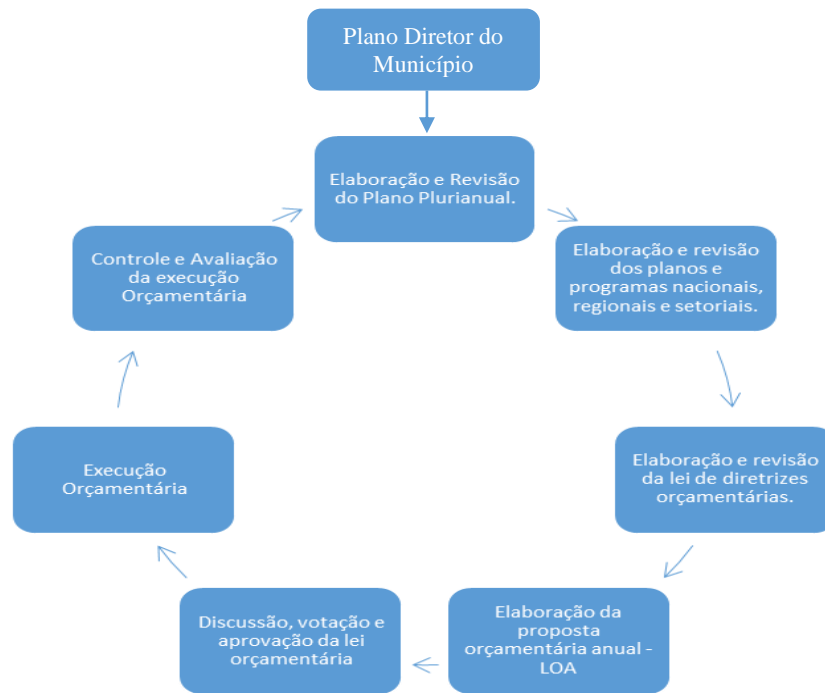 Plano Diretor do
Município
Elaboração e Revisão
do Plano Plurianual.
Elaboração e revisão
dos planos e
programas nacionais,
regionais e setoriais.
Elaboração e revisão
da lei de diretrizes
orçamentárias.
Elaboração da
proposta
orçamentária anual -
LOA
Discussão, votação e
aprovação da lei
orçamentária
Execução
Orçamentária
Controle e Avaliação
da execução
Orçamentária